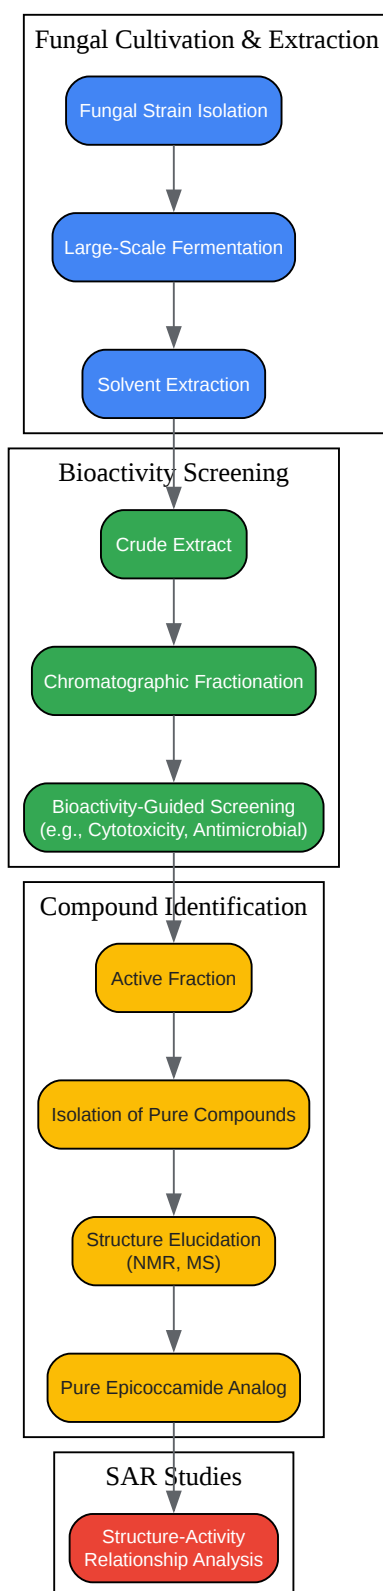 Fungal Cultivation & Extraction
Fungal Strain Isolation
Large-Scale Fermentation
Solvent Extraction
Bioactivity Screening
Crude Extract
Chromatographic Fractionation
Bioactivity-Guided Screening
(e.g., Cytotoxicity, Antimicrobial)
Compound Identification
Active Fraction
Isolation of Pure Compounds
Structure Elucidation
(NMR, MS)
Pure Epicoccamide Analog
SAR Studies
Structure-Activity
Relationship Analysis